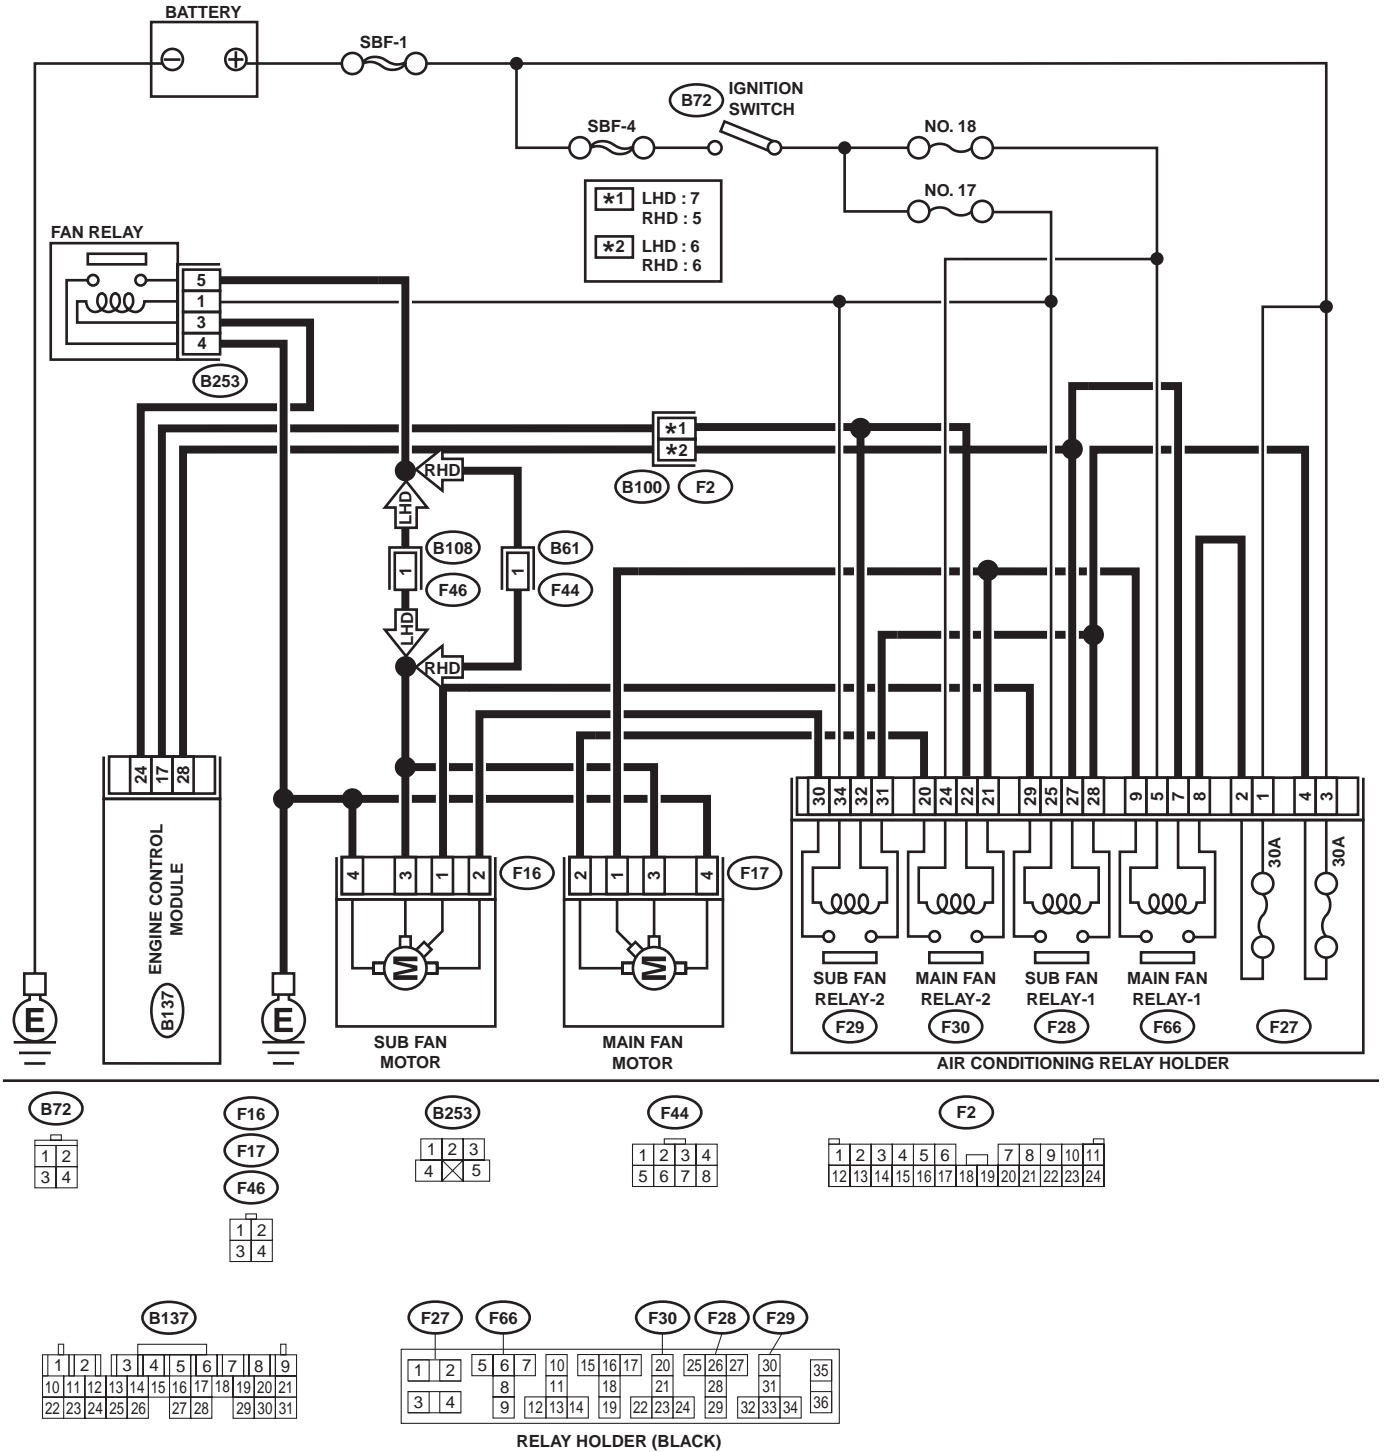 BATTERY
SBF-1
B72
IGNITION
SWITCH
SBF-4
NO. 18
NO. 17
*1 LHD : 7
RHD : 5
*2 LHD : 6
RHD : 6
FAN RELAY
5
1
3
4
B253
*1
*2
B100 F2
RHD
LHD
B108 B61
1 1
F46 F44
LHD
RHD
24 17 28
30 34 32 31 20 24 22 21 29 25 27 28 9 5 7 8 2 1 4 3
ENGINE CONTROL
MODULE
B137
4 3 1 2 F16
2 1 3 4 F17
30A 30A
M M
E E
SUB FAN
MOTOR
MAIN FAN
MOTOR
SUB FAN
RELAY-2
F29
MAIN FAN
RELAY-2
F30
SUB FAN
RELAY-1
F28
MAIN FAN
RELAY-1
F66
F27
AIR CONDITIONING RELAY HOLDER
B72
1 2
3 4
F16
F17
F46
1 2
3 4
B253
1 2 3
4 5
F44
1 2 3 4
5 6 7 8
F2
1 2 3 4 5 6 7 8 9 10 11
12 13 14 15 16 17 18 19 20 21 22 23 24
B137
1 2 3 4 5 6 7 8 9
10 11 12 13 14 15 16 17 18 19 20 21
22 23 24 25 26 27 28 29 30 31
F27 F66 F30 F28 F29
1 2 5 6 7 10 15 16 17 20 25 26 27 30 35
8 11 18 21 28 31
3 4 9 12 13 14 19 22 23 24 29 32 33 34 36
RELAY HOLDER (BLACK)